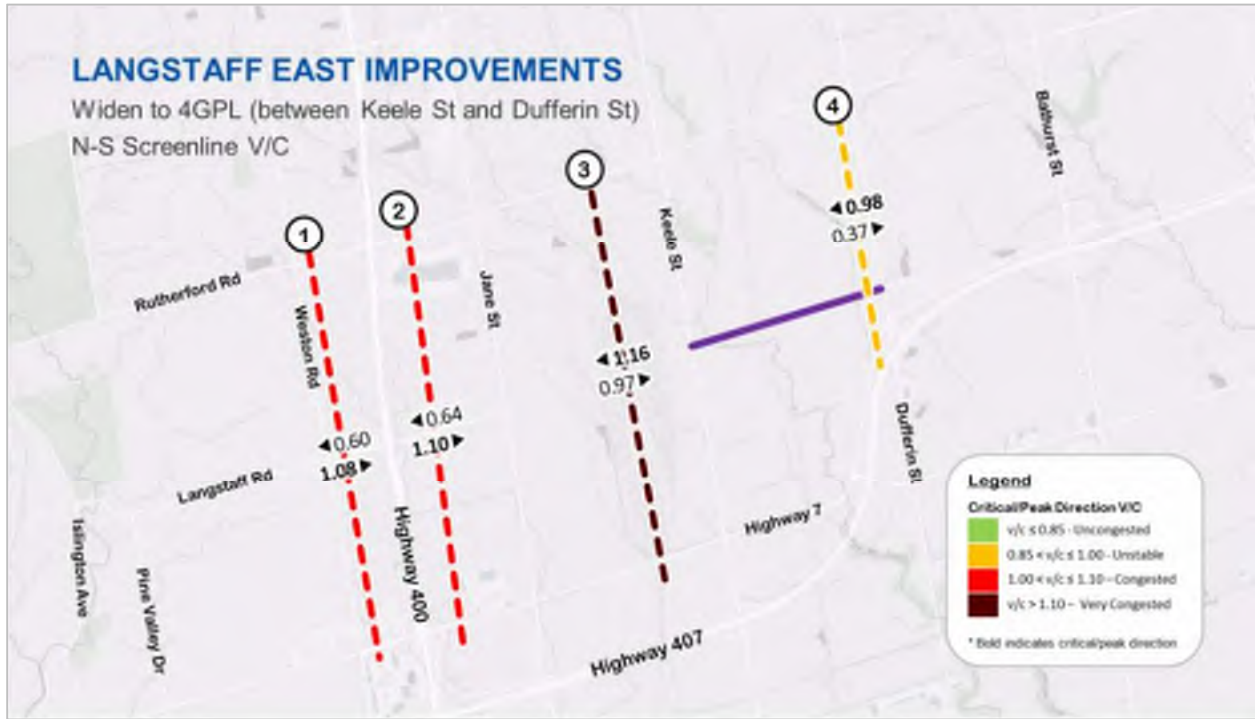 LANGSTAFF EAST IMPROVEMENTS
Widen to 4GPL (between Keele St and Dufferin St)
N-S Screenline V/C
4
Bathurst St
3
◄0.98
0.37►
2
Keele St
1
Jane St
Rutherford Rd
Weston Rd
◄1.16
0.97►
◄0.64
1.10►
◄0.60
1.08►
Dufferin St
Langstaff Rd
Highway 7
Highway 400
Islington Ave
Pine Valley Dr
Highway 407
Legend
Critical/Peak Direction V/C
v/c ≤ 0.85 - Uncongested
0.85 < v/c ≤ 1.00 - Unstable
1.00 < v/c ≤ 1.10 – Congested
v/c > 1.10 – Very Congested
* Bold indicates critical/peak direction